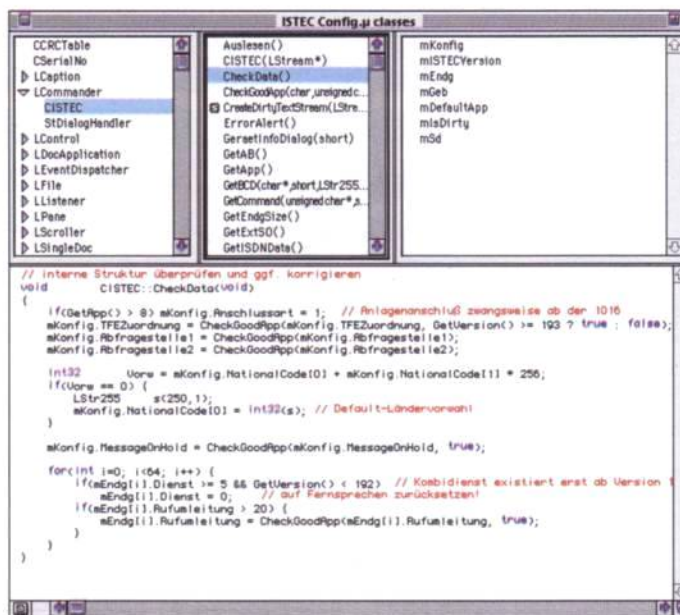 ISTEC Config.µ classes
CCRCTable
CSerialNo
LCaption
LCommander
CISTEC
StDialogHandler
LControl
LDocApplication
LEventDispatcher
LFile
LListener
LPane
LScroller
LSingleDoc
Auslesen()
CISTEC(LStream*)
CheckData()
CheckGoodApp(char,unsigned c...
CreateDirtyTextStream(LStre...
ErrorAlert()
GersetInfoDialog(short)
GetAB()
GetApp()
GetBCD(char*,short,LStr255...
GetCommand(unsigned char*,s...
GetEndgSize()
GetExtSO()
GetISDNData()
mKonfig
mISTECVersion
mEndg
mGeb
mDefaultApp
mIsDirty
mSd
// interne Struktur überprüfen und ggf. korrigieren
void CISTEC::CheckData(void)
{
if(GetApp() > 8) mKonfig.Anschlussart = 1; // Anlagenanschluß zwangsweise ab der 1016
mKonfig.TFEZuordnung = CheckGoodApp(mKonfig.TFEZuordnung, GetVersion() >= 193 ? true : false);
mKonfig.Abfragestelle1 = CheckGoodApp(mKonfig.Abfragestelle1);
mKonfig.Abfragestelle2 = CheckGoodApp(mKonfig.Abfragestelle2);
Int32 Vorw = mKonfig.NationalCode[0] + mKonfig.NationalCode[1] * 256;
if(Vorw == 0) {
LStr255 s(250,1);
mKonfig.NationalCode[0] = Int32(s); // Default-Ländervorwahl
}
mKonfig.MessageOnHold = CheckGoodApp(mKonfig.MessageOnHold, true);
for(int i=0; i<64; i++) {
if(mEndg[i].Dienst >= 5 && GetVersion() < 192) // Kombidienst existiert erst ab Version 1
mEndg[i].Dienst = 0; // auf Fernsprechen zurücksetzen!
if(mEndg[i].Rufumleitung > 20) {
mEndg[i].Rufumleitung = CheckGoodApp(mEndg[i].Rufumleitung, true);
}
}
}